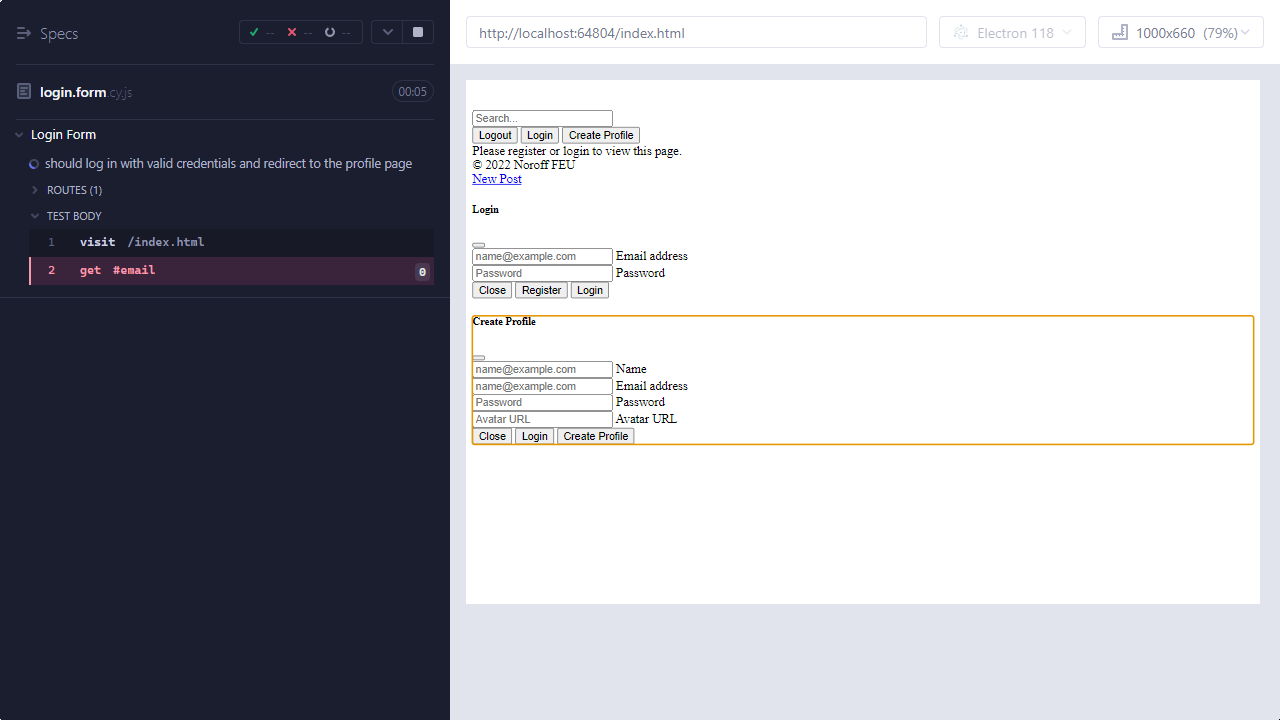 Specs -- -- --
login.form.cy.js 00:05
Login Form
should log in with valid credentials and redirect to the profile page
ROUTES (1)
TEST BODY
1 visit /index.html
2 get #email 0
http://localhost:64804/index.html Electron 118 1000x660 (79%)
Search...
Logout Login Create Profile
Please register or login to view this page.
© 2022 Noroff FEU
New Post
Login
name@example.com Email address
Password Password
Close Register Login
Create Profile
name@example.com Name
name@example.com Email address
Password Password
Avatar URL Avatar URL
Close Login Create Profile